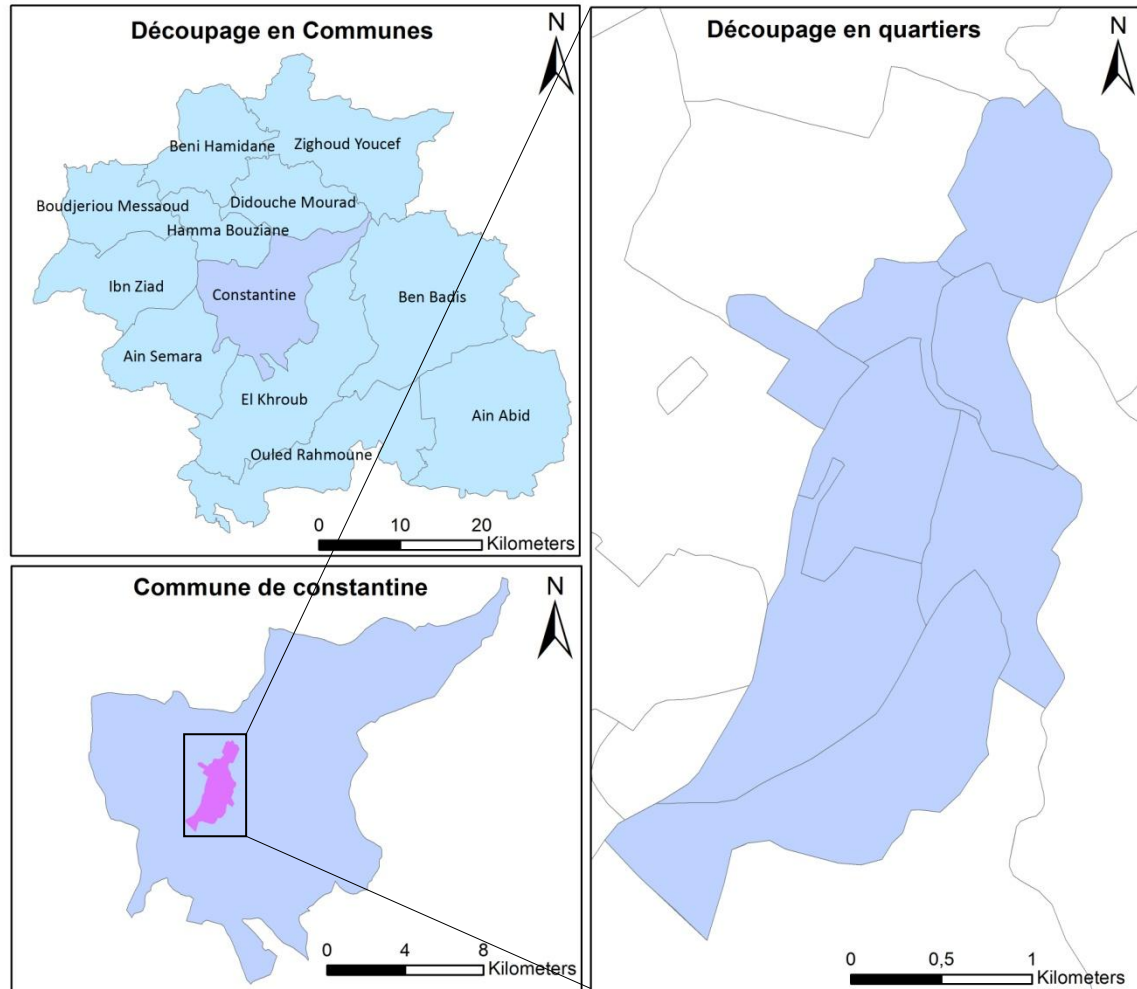 Découpage en Communes
N
Beni Hamidane
Zighoud Youcef
Boudjeriou Messaoud
Didouche Mourad
Hamma Bouziane
Ibn Ziad
Constantine
Ben Badis
Ain Semara
El Khroub
Ain Abid
Ouled Rahmoune
0 10 20
Kilometers
Commune de constantine
N
0 4 8
Kilometers
Découpage en quartiers
N
0 0,5 1
Kilometers